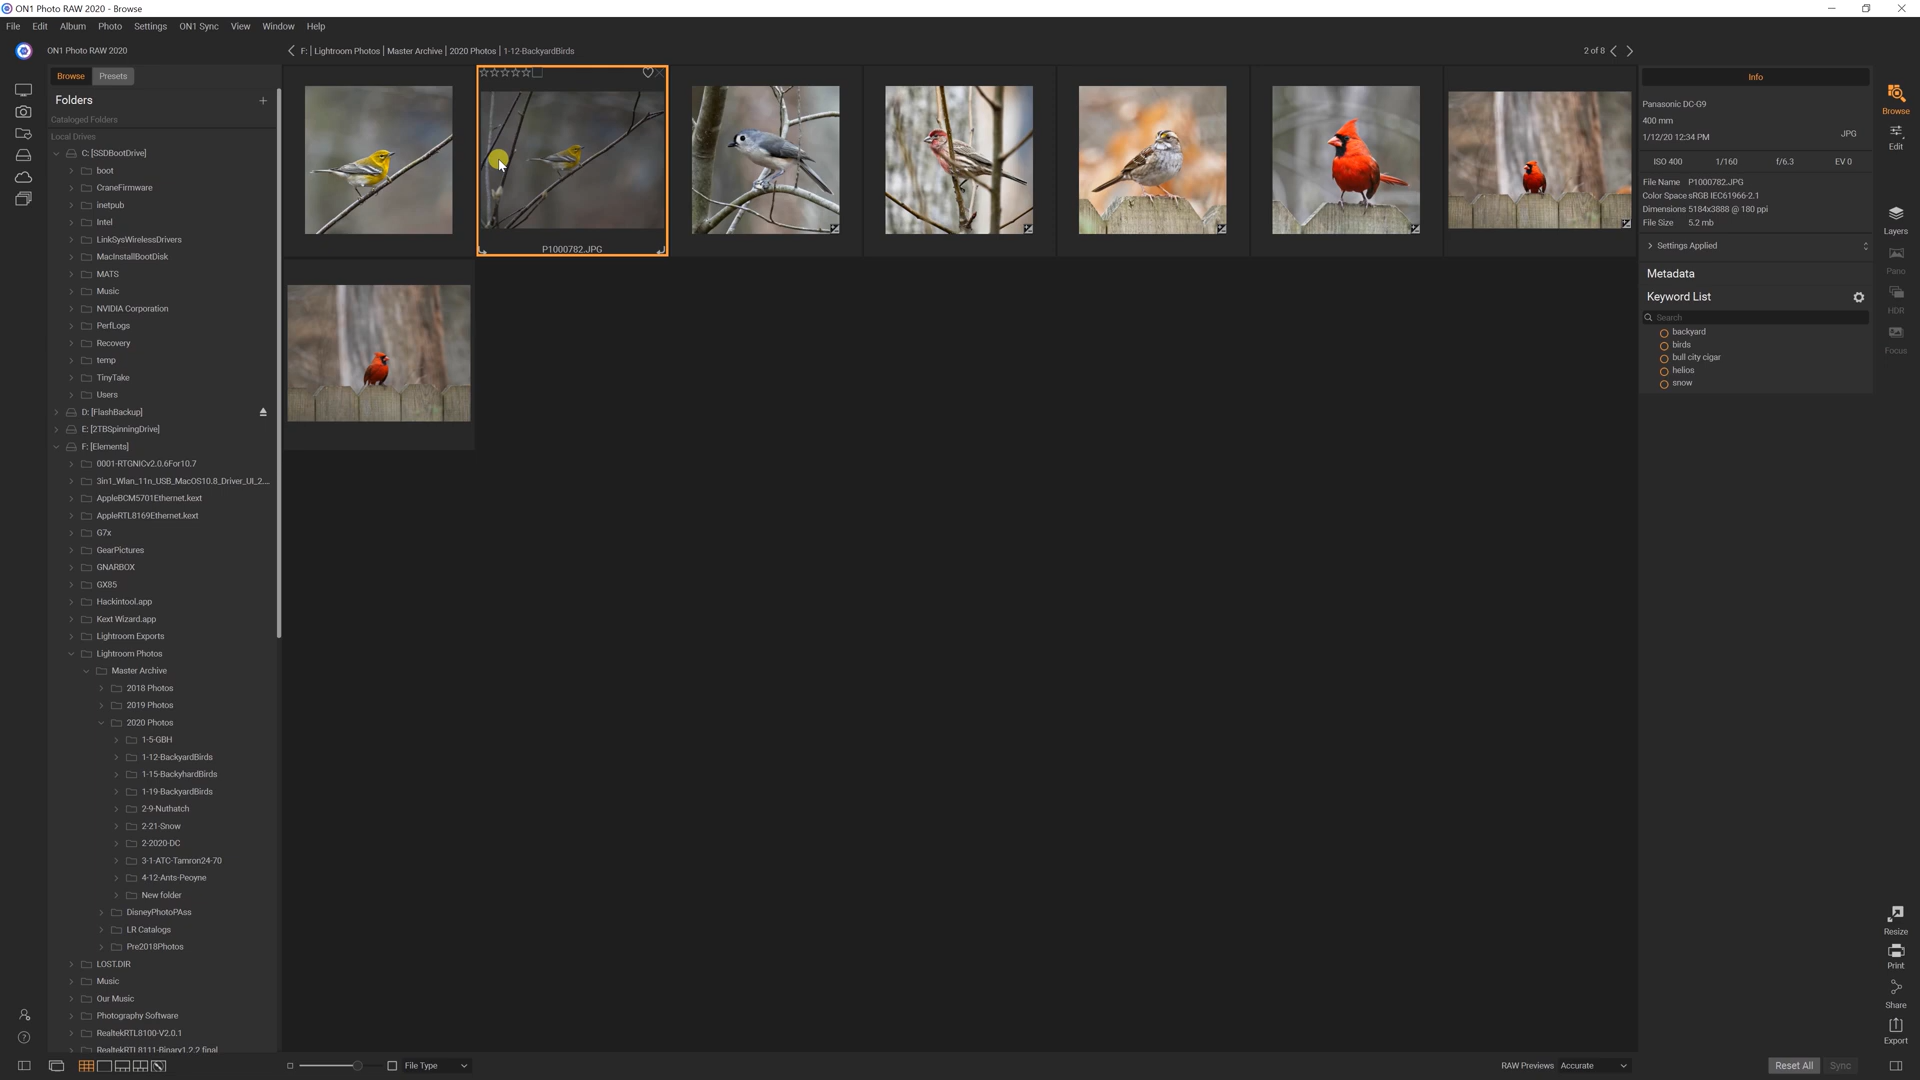 ON1 Photo RAW 2020 - Browse
File Edit Album Photo Settings ON1 Sync View Window Help
ON1 Photo RAW 2020
F: | Lightroom Photos | Master Archive | 2020 Photos | 1-12-BackyardBirds
2 of 8
Browse Presets
Folders
Cataloged Folders
Local Drives
C: [SSDBootDrive]
boot
CraneFirmware
inetpub
Intel
LinkSysWirelessDrivers
MacInstallBootDisk
MATS
Music
NVIDIA Corporation
PerfLogs
Recovery
temp
TinyTake
Users
D: [FlashBackup]
E: [2TBSpinningDrive]
F: [Elements]
0001-RTGNICv2.0.6For10.7
3in1_Wlan_11n_USB_MacOS10.8_Driver_UI_2....
AppleBCM5701Ethernet.kext
AppleRTL8169Ethernet.kext
G7x
GearPictures
GNARBOX
GX85
Hackintool.app
Kext Wizard.app
Lightroom Exports
Lightroom Photos
Master Archive
2018 Photos
2019 Photos
2020 Photos
1-5-GBH
1-12-BackyardBirds
1-15-BackyhardBirds
1-19-BackyardBirds
2-9-Nuthatch
2-21-Snow
2-2020-DC
3-1-ATC-Tamron24-70
4-12-Ants-Peoyne
New folder
DisneyPhotoPAss
LR Catalogs
Pre2018Photos
LOST.DIR
Music
Our Music
Photography Software
RealtekRTL8100-V2.0.1
RealtekRTL8111-Binary1.2.2.final
P1000782.JPG
File Type
RAW Previews Accurate
Info
Panasonic DC-G9
400 mm
1/12/20 12:34 PM JPG
ISO 400 1/160 f/6.3 EV 0
File Name P1000782.JPG
Color Space sRGB IEC61966-2.1
Dimensions 5184x3888 @ 180 ppi
File Size 5.2 mb
Settings Applied
Metadata
Keyword List
Search
backyard
birds
bull city cigar
helios
snow
Reset All Sync
Browse
Edit
Layers
Pano
HDR
Focus
Resize
Print
Share
Export